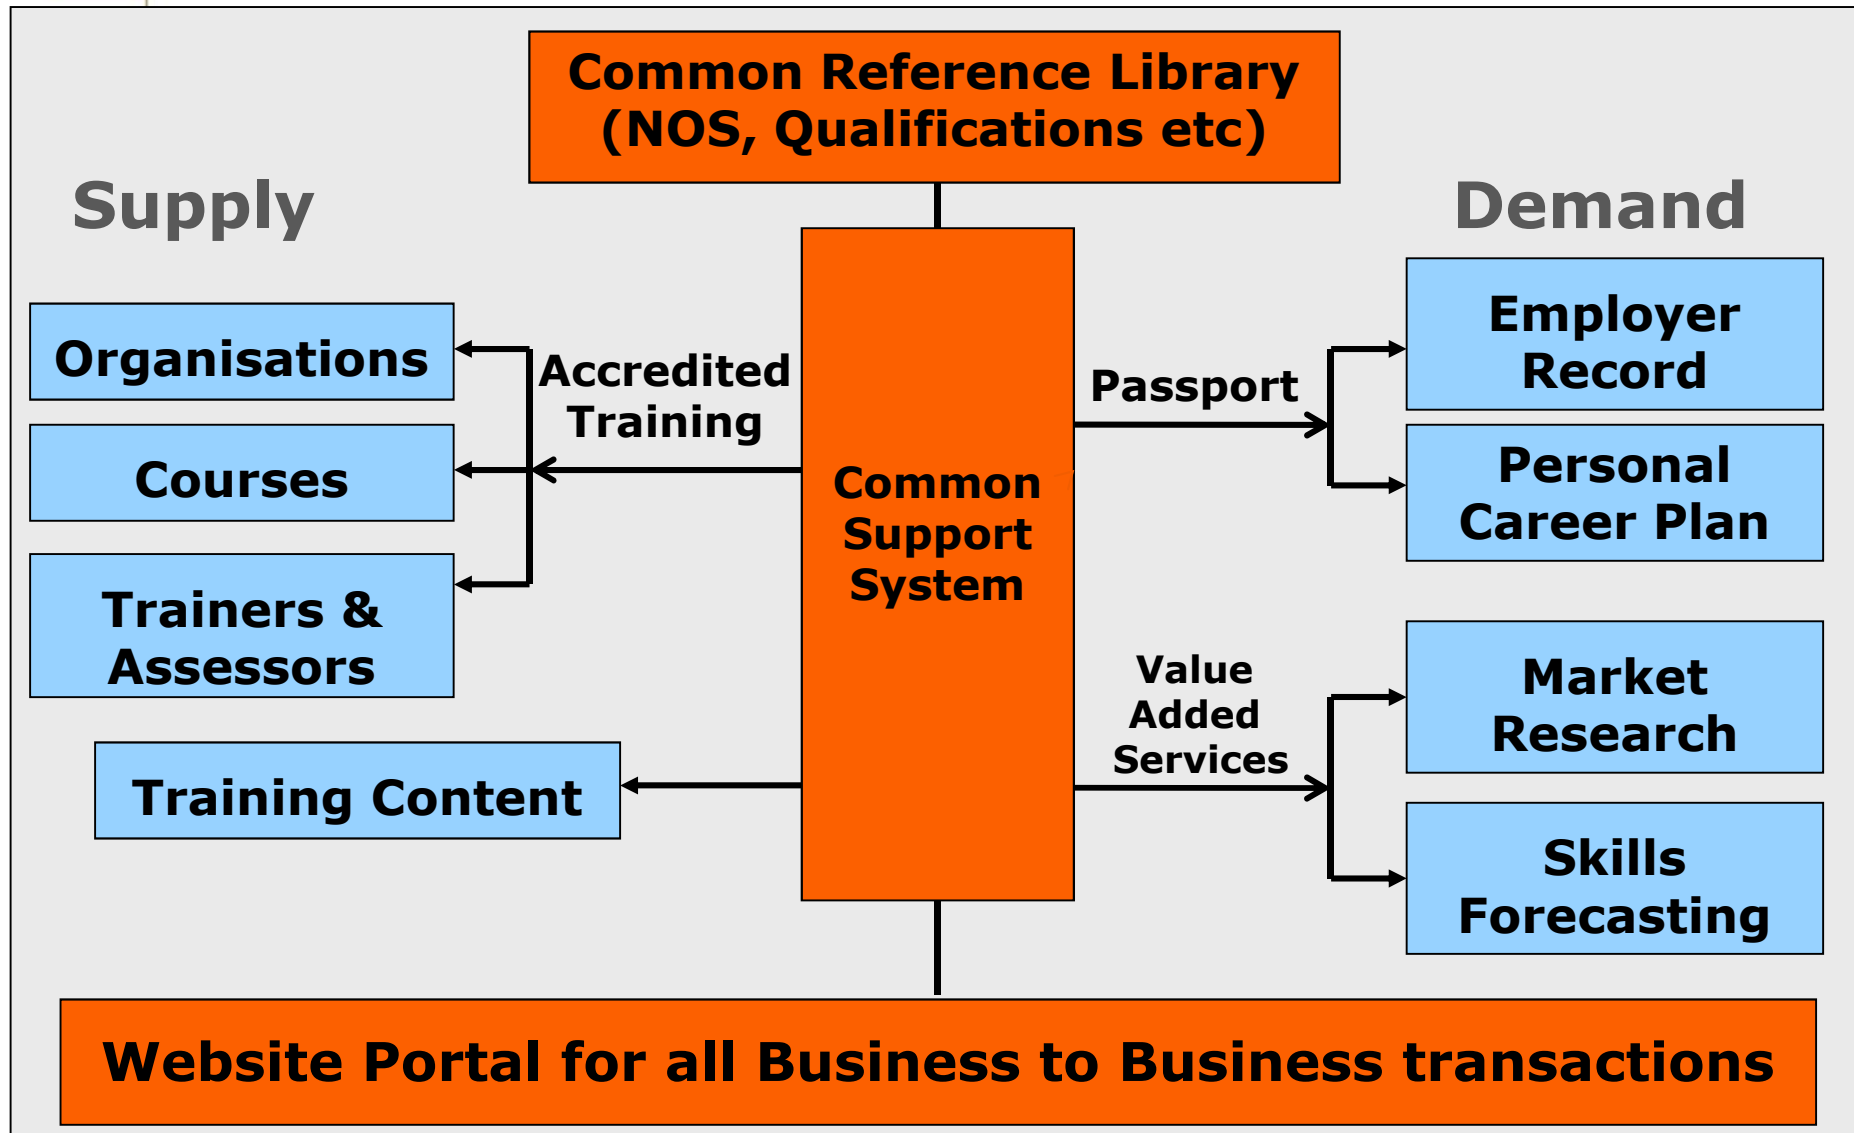 Common Reference Library
(NOS, Qualifications etc)
Supply
Demand
Organisations
Courses
Trainers &
Assessors
Training Content
Accredited
Training
Common
Support
System
Passport
Employer
Record
Personal
Career Plan
Value
Added
Services
Market
Research
Skills
Forecasting
Website Portal for all Business to Business transactions